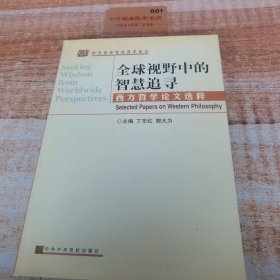 001
Seeking
Wisdom
from
Worldwide
Perspectives
全球视野中的
智慧追寻
西方哲学论文选粹
Selected Papers on Western Philosophy
◇主编 丁东红 郭大为
中共中央党校出版社